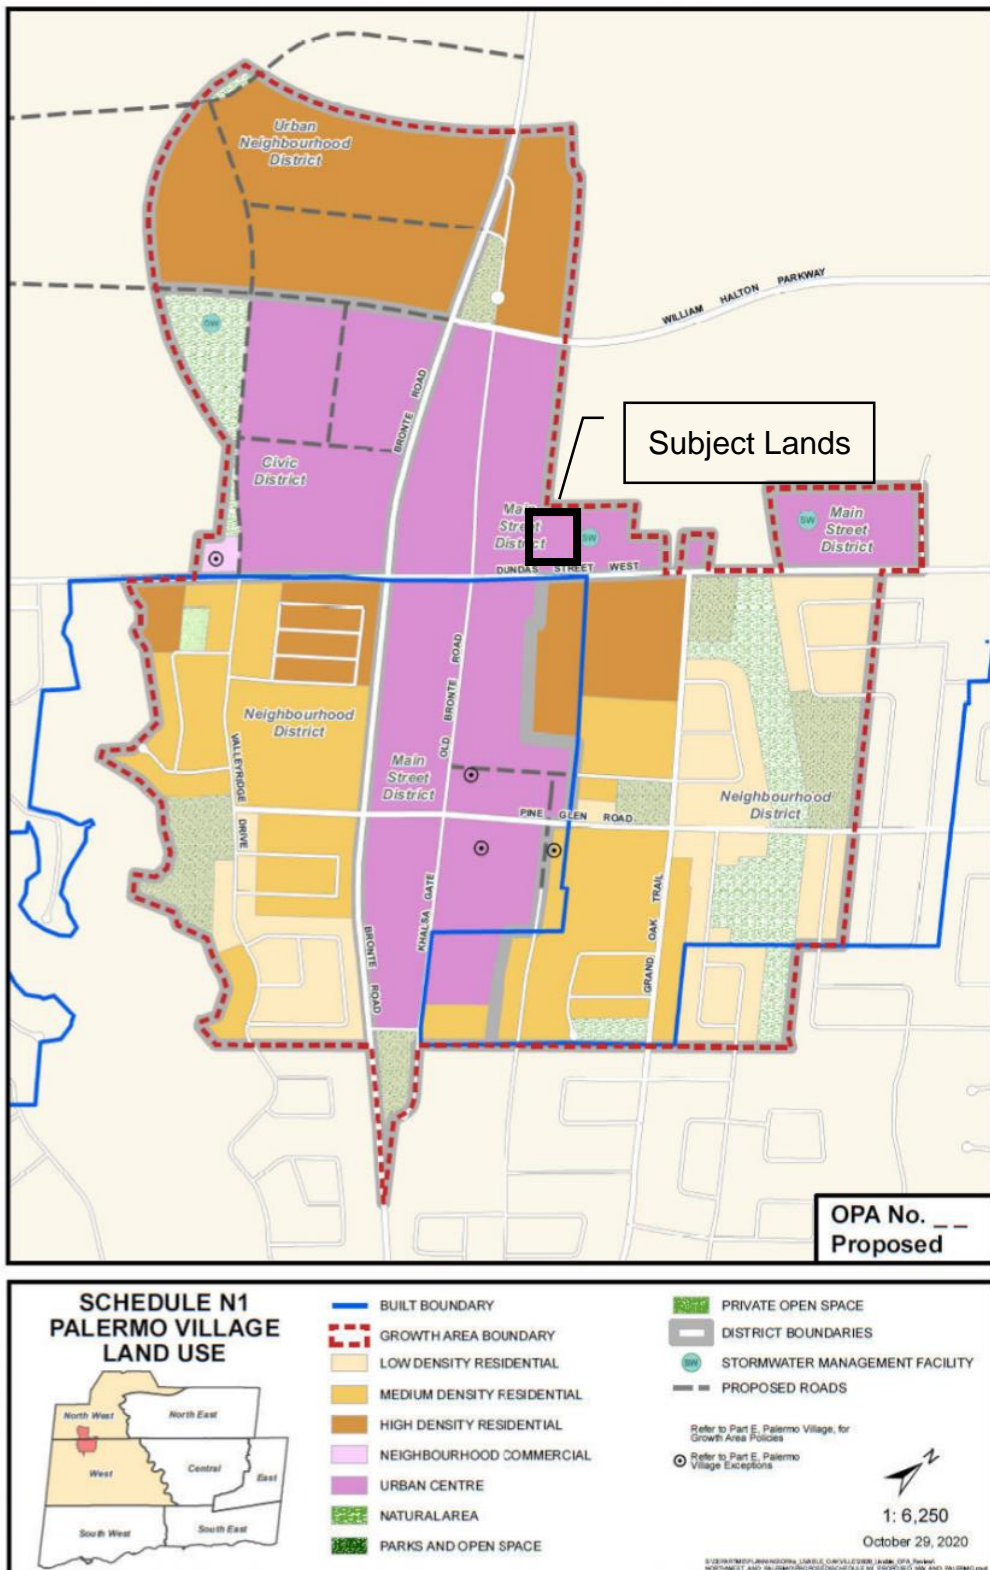 Urban
Neighbourhood
District
WILLIAM HALTON PARKWAY
BRONTE ROAD
SW
Civic
District
Subject Lands
Main
Street
District
SW
SW
Main
Street
District
DUNDAS STREET WEST
OLD BRONTE ROAD
Neighbourhood
District
VALLEYRIDGE DRIVE
Main
Street
District
PINE GLEN ROAD
Neighbourhood
District
KHALSA GATE
BRONTE ROAD
GRAND OAK TRAIL
OPA No. _ _
Proposed
SCHEDULE N1
PALERMO VILLAGE
LAND USE
North West
North East
West
Central
East
South West
South East
BUILT BOUNDARY
GROWTH AREA BOUNDARY
LOW DENSITY RESIDENTIAL
MEDIUM DENSITY RESIDENTIAL
HIGH DENSITY RESIDENTIAL
NEIGHBOURHOOD COMMERCIAL
URBAN CENTRE
NATURAL AREA
PARKS AND OPEN SPACE
PRIVATE OPEN SPACE
DISTRICT BOUNDARIES
SW STORMWATER MANAGEMENT FACILITY
PROPOSED ROADS
Refer to Part E, Palermo Village, for
Growth Area Policies
Refer to Part E, Palermo
Village Exceptions
N
1: 6,250
October 29, 2020